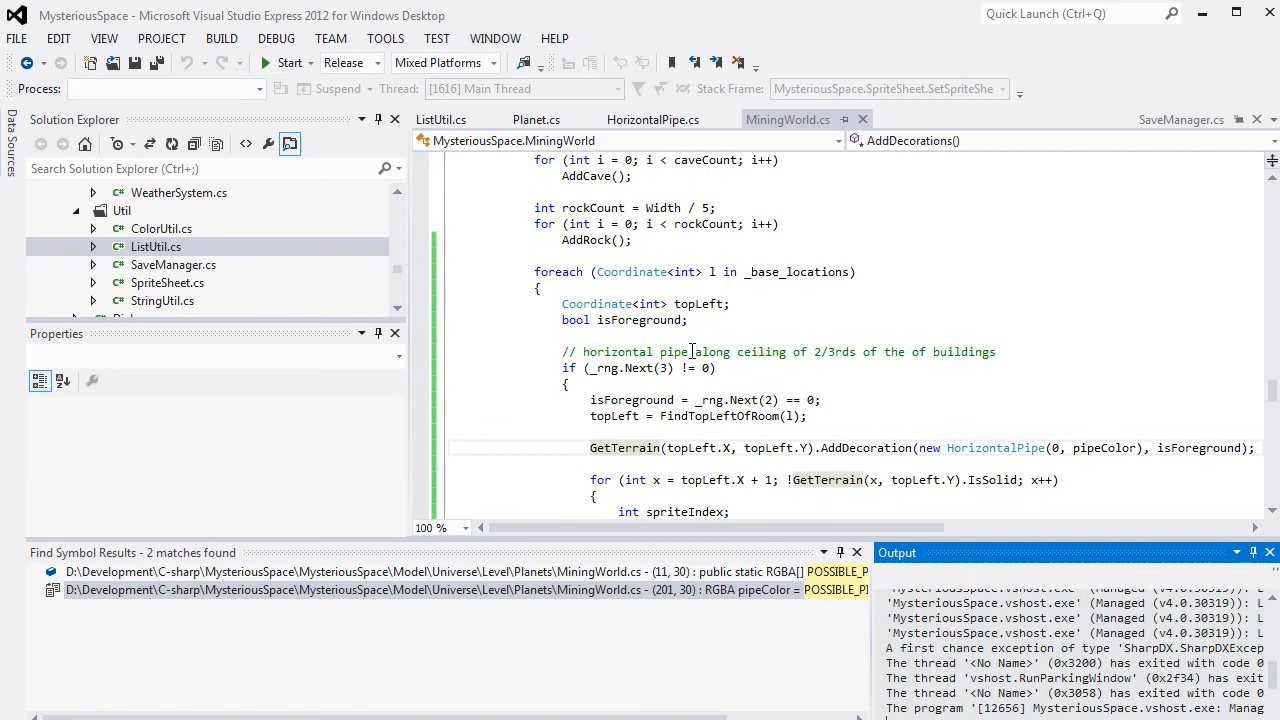 MysteriousSpace - Microsoft Visual Studio Express 2012 for Windows Desktop
Quick Launch (Ctrl+Q)
FILE EDIT VIEW PROJECT BUILD DEBUG TEAM TOOLS TEST WINDOW HELP
Start Release Mixed Platforms
Process: Suspend Thread: [1616] Main Thread Stack Frame: MysteriousSpace.SpriteSheet.SetSpriteShe
Data Sources
Solution Explorer
Search Solution Explorer (Ctrl+;)
WeatherSystem.cs
Util
ColorUtil.cs
ListUtil.cs
SaveManager.cs
SpriteSheet.cs
StringUtil.cs
Properties
ListUtil.cs Planet.cs HorizontalPipe.cs MiningWorld.cs SaveManager.cs
MysteriousSpace.MiningWorld AddDecorations()
for (int i = 0; i < caveCount; i++)
AddCave();
int rockCount = Width / 5;
for (int i = 0; i < rockCount; i++)
AddRock();
foreach (Coordinate<int> l in _base_locations)
{
Coordinate<int> topLeft;
bool isForeground;
// horizontal pipe along ceiling of 2/3rds of the of buildings
if (_rng.Next(3) != 0)
{
isForeground = _rng.Next(2) == 0;
topLeft = FindTopLeftOfRoom(l);
GetTerrain(topLeft.X, topLeft.Y).AddDecoration(new HorizontalPipe(0, pipeColor), isForeground);
for (int x = topLeft.X + 1; !GetTerrain(x, topLeft.Y).IsSolid; x++)
{
int spriteIndex;
100 %
Find Symbol Results - 2 matches found
D:\Development\C-sharp\MysteriousSpace\MysteriousSpace\Model\Universe\Level\Planets\MiningWorld.cs - (11, 30) : public static RGBA[] POSSIBLE_P
D:\Development\C-sharp\MysteriousSpace\MysteriousSpace\Model\Universe\Level\Planets\MiningWorld.cs - (201, 30) : RGBA pipeColor = POSSIBLE_P
Output
'MysteriousSpace.vshost.exe' (Managed (v4.0.30319)): L
'MysteriousSpace.vshost.exe' (Managed (v4.0.30319)): L
'MysteriousSpace.vshost.exe' (Managed (v4.0.30319)): L
'MysteriousSpace.vshost.exe' (Managed (v4.0.30319)): L
A first chance exception of type 'SharpDX.SharpDXExcep
The thread '<No Name>' (0x3200) has exited with code 0
The thread 'vshost.RunParkingWindow' (0x2f34) has exit
The thread '<No Name>' (0x3058) has exited with code 0
The program '[12656] MysteriousSpace.vshost.exe: Manag